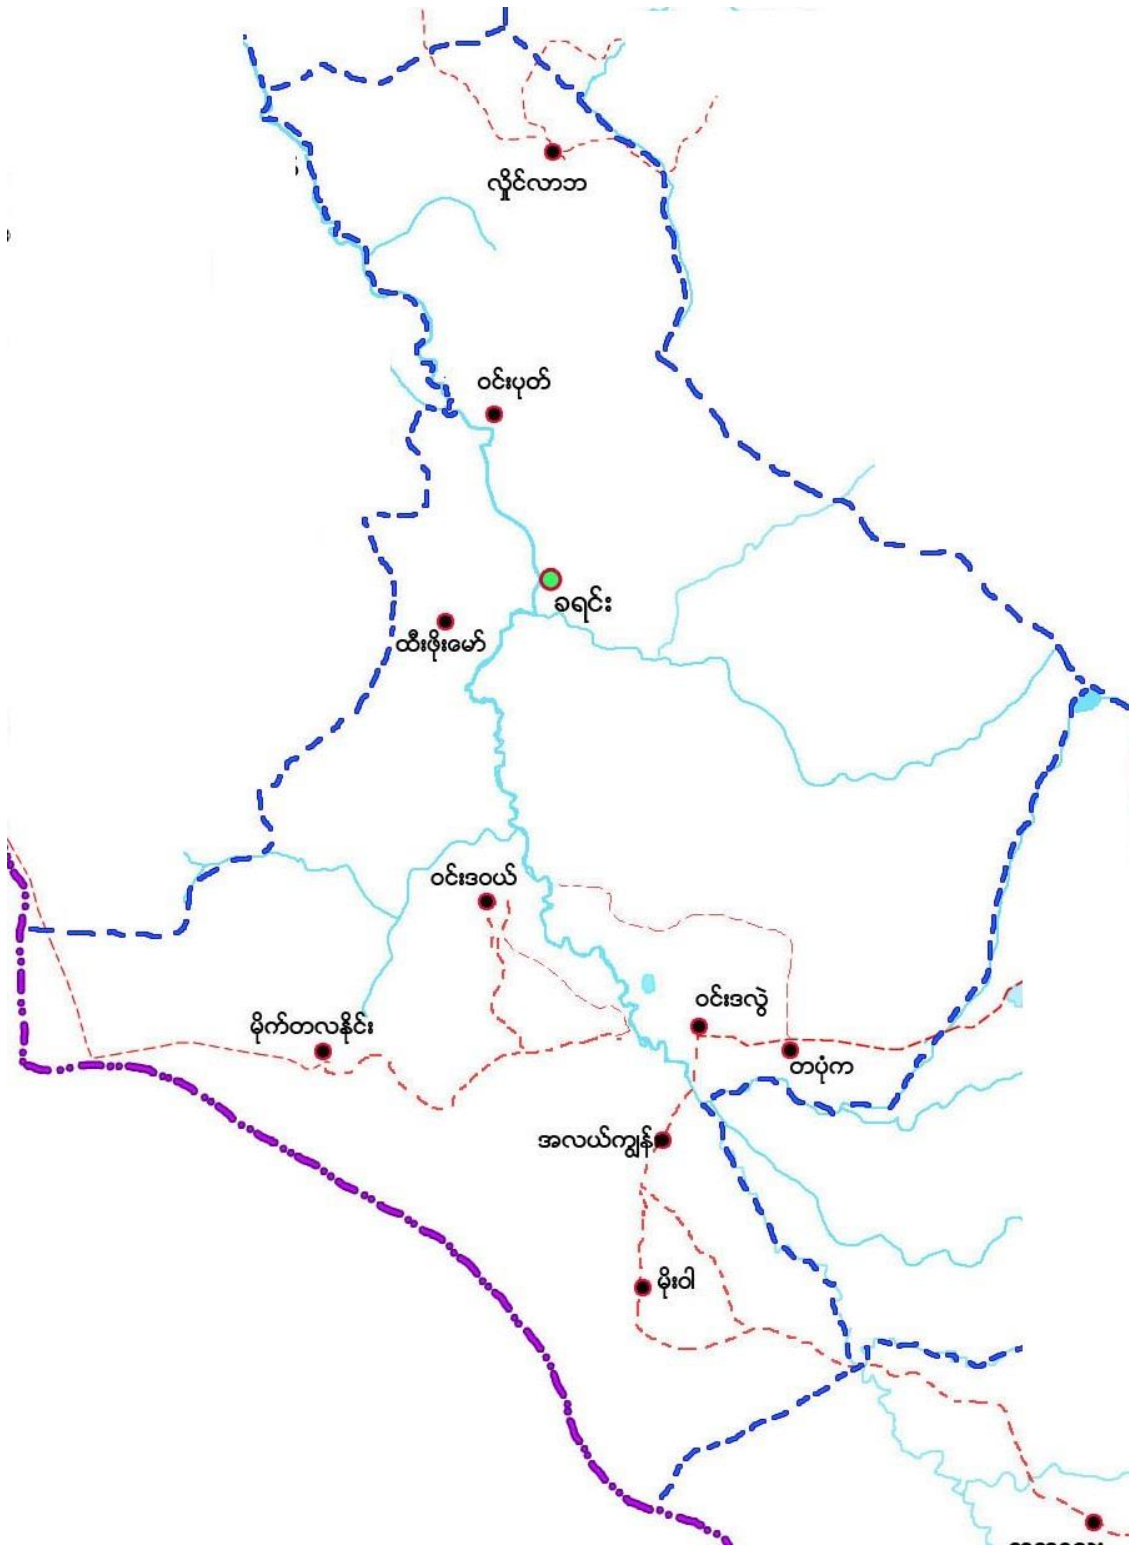 လှိုင်လာဘ
ဝင်းပုတ်
ခရင်း
ထီးဖိုးမော်
ဝင်းဒဝယ်
ဝင်းဒလွဲ
မိုက်တလနိုင်း
တပုံက
အလယ်ကျွန်
မိုးဝါ